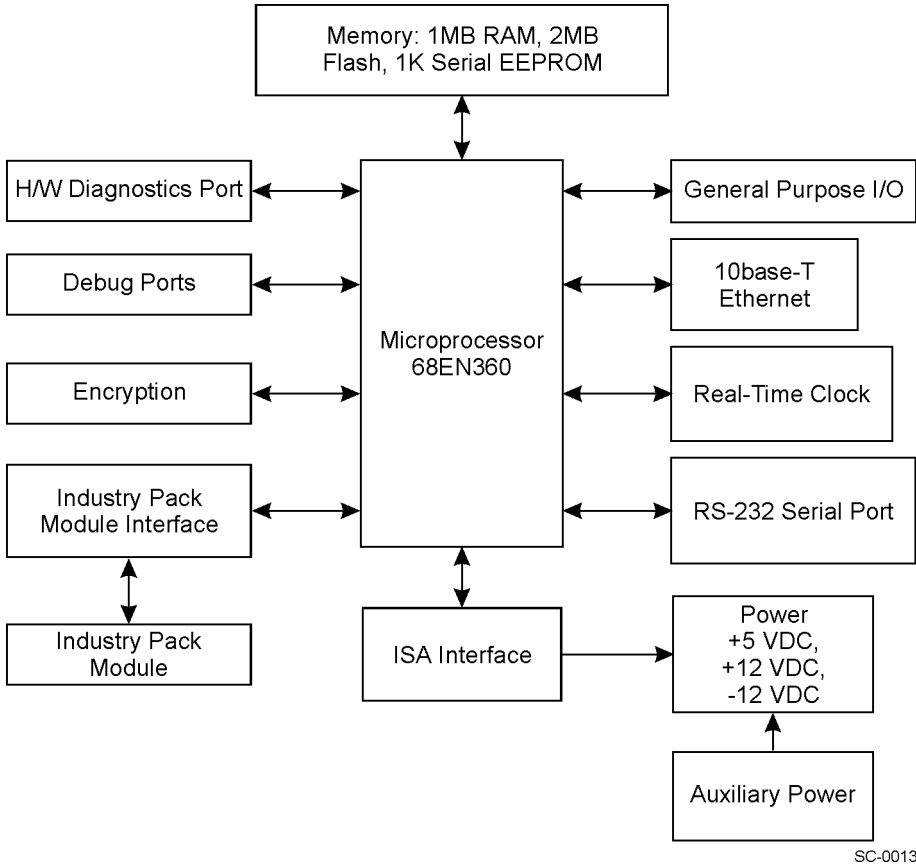 Memory: 1MB RAM, 2MB
Flash, 1K Serial EEPROM
H/W Diagnostics Port
General Purpose I/O
Debug Ports
10base-T
Ethernet
Microprocessor
68EN360
Encryption
Real-Time Clock
Industry Pack
Module Interface
RS-232 Serial Port
Industry Pack
Module
ISA Interface
Power
+5 VDC,
+12 VDC,
-12 VDC
Auxiliary Power
SC-0013